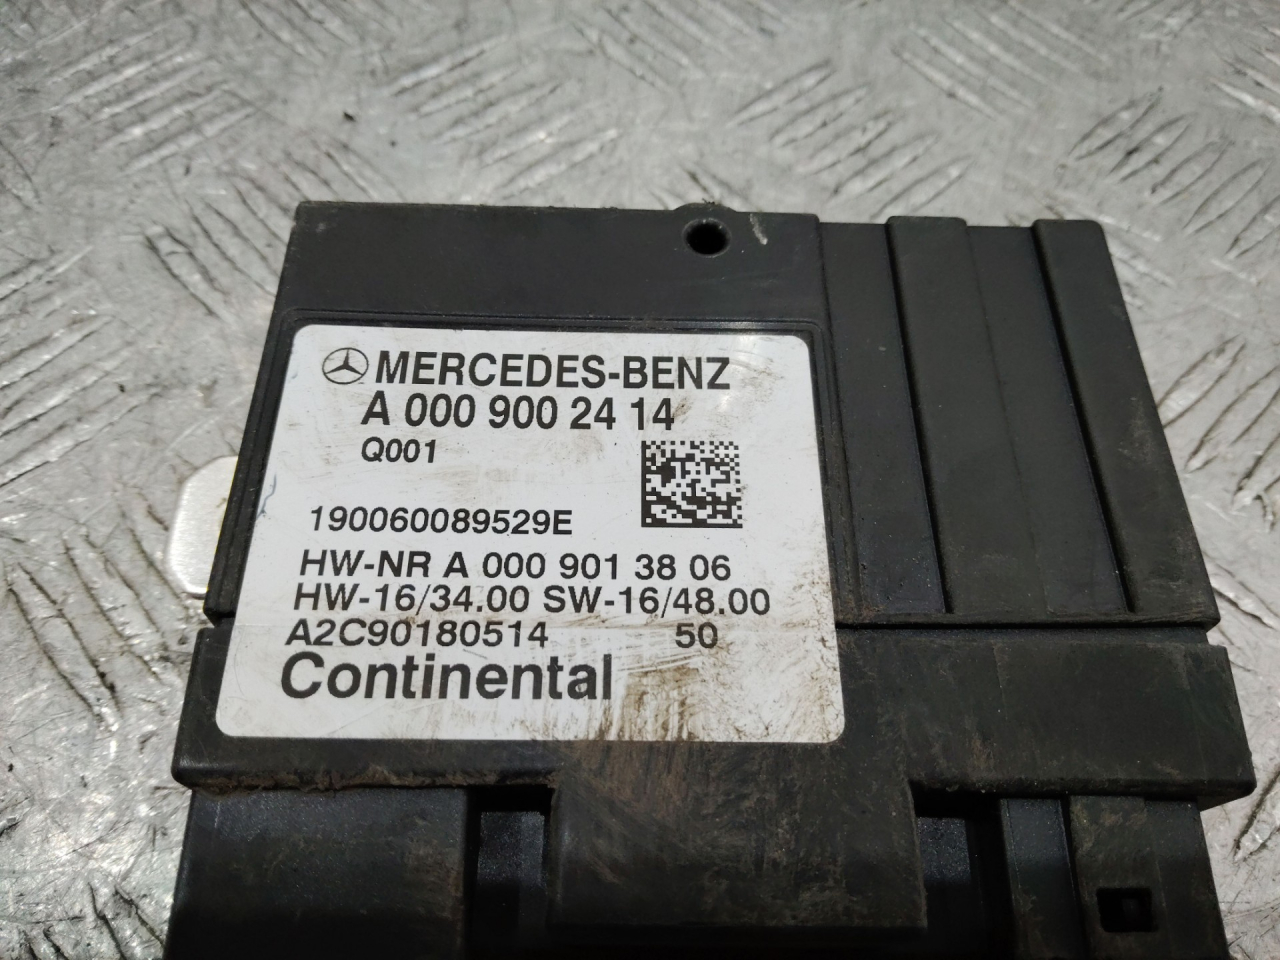 MERCEDES-BENZ
A 000 900 24 14
Q001
190060089529E
HW-NR A 000 901 38 06
HW-16/34.00 SW-16/48.00
A2C90180514 50
Continental